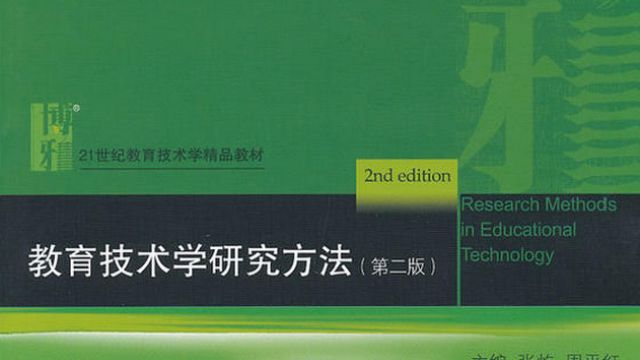 雅
博雅®
21世纪教育技术学精品教材
2nd edition
Research Methods
in Educational
Technology
教育技术学研究方法(第二版)